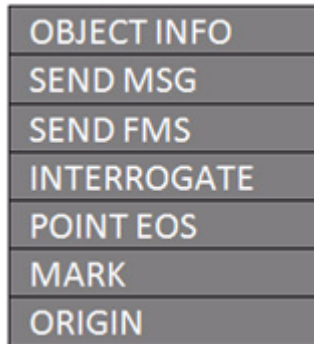 OBJECT INFO
SEND MSG
SEND FMS
INTERROGATE
POINT EOS
MARK
ORIGIN